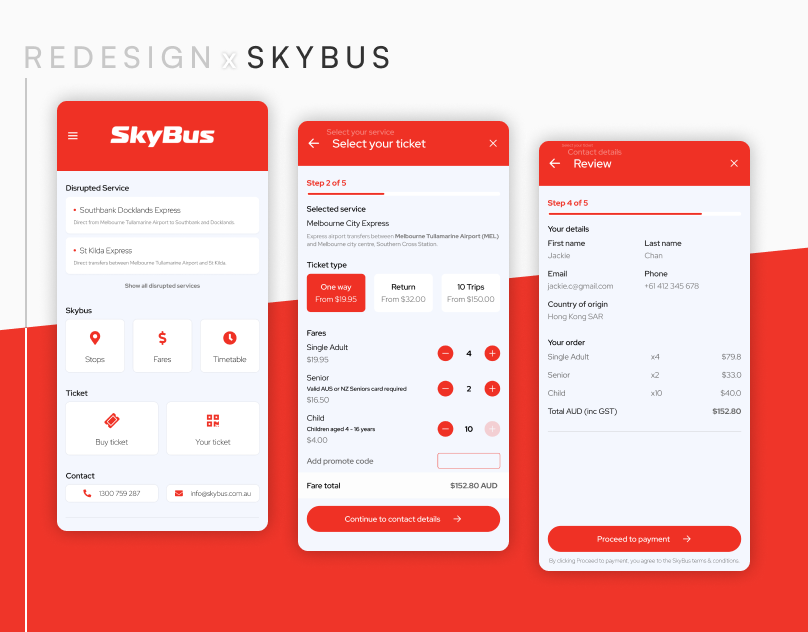 REDESIGN x SKYBUS
SkyBus
Disrupted Service
Southbank Docklands Express
Direct from Melbourne Tullamarine Airport to Southbank and Docklands.
St Kilda Express
Direct transfers between Melbourne Tullamarine Airport and St Kilda.
Show all disrupted services
Skybus
Stops
Fares
Timetable
Ticket
Buy ticket
Your ticket
Contact
1300 759 287
info@skybus.com.au
Select your service
Select your ticket
Step 2 of 5
Selected service
Melbourne City Express
Express airport transfers between Melbourne Tullamarine Airport (MEL)
and Melbourne city centre, Southern Cross Station.
Ticket type
One way
From $19.95
Return
From $32.00
10 Trips
From $150.00
Fares
Single Adult
$19.95
4
Senior
Valid AUS or NZ Seniors card required
$16.50
2
Child
Children aged 4 - 16 years
$4.00
10
Add promote code
Fare total $152.80 AUD
Continue to contact details
Select your ticket
Contact details
Review
Step 4 of 5
Your details
First name Last name
Jackie Chan
Email Phone
jackie.c@gmail.com +61 412 345 678
Country of origin
Hong Kong SAR
Your order
Single Adult x4 $79.8
Senior x2 $33.0
Child x10 $40.0
Total AUD (inc GST) $152.80
Proceed to payment
By clicking Proceed to payment, you agree to the SkyBus terms & conditions.